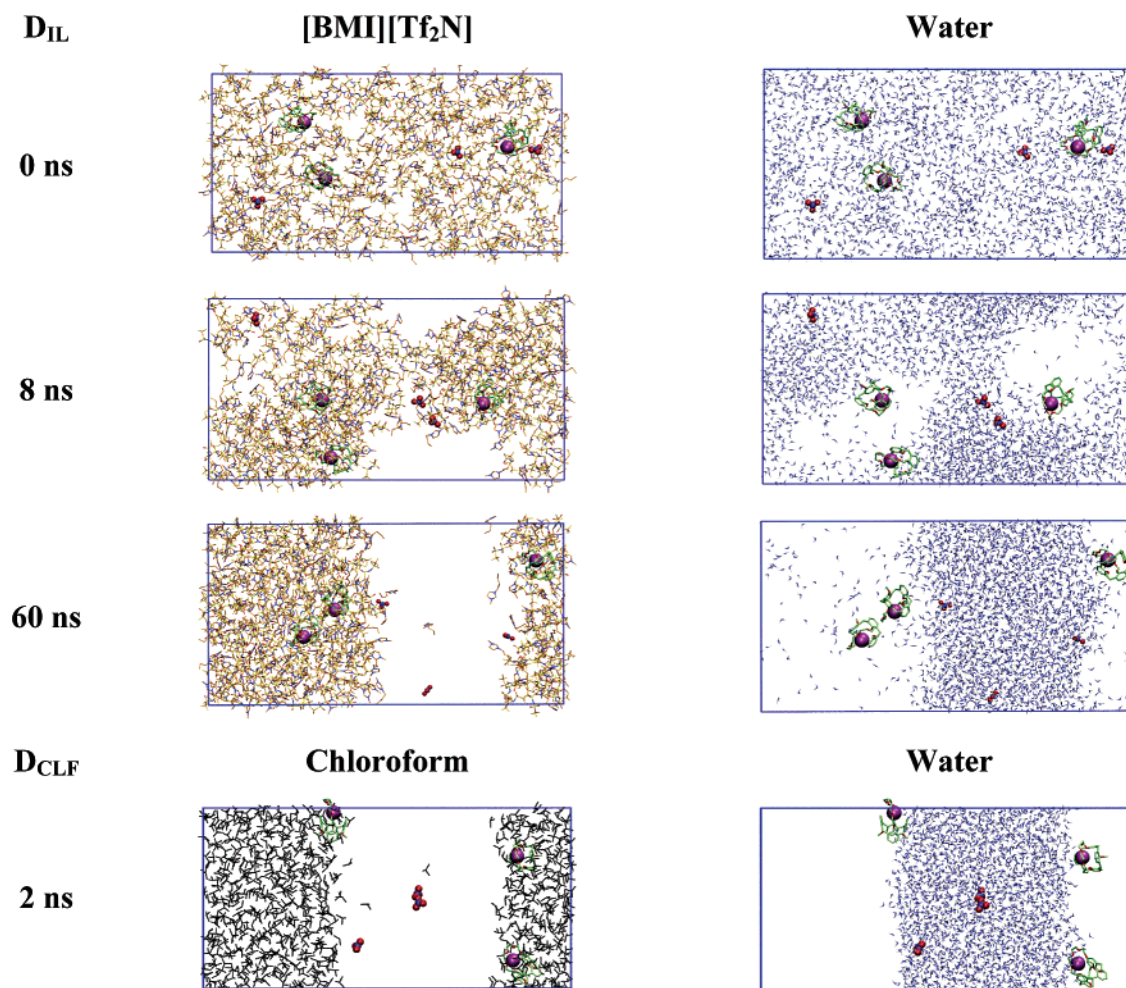 D_IL [BMI][Tf₂N] Water
0 ns
8 ns
60 ns
D_CLF Chloroform Water
2 ns